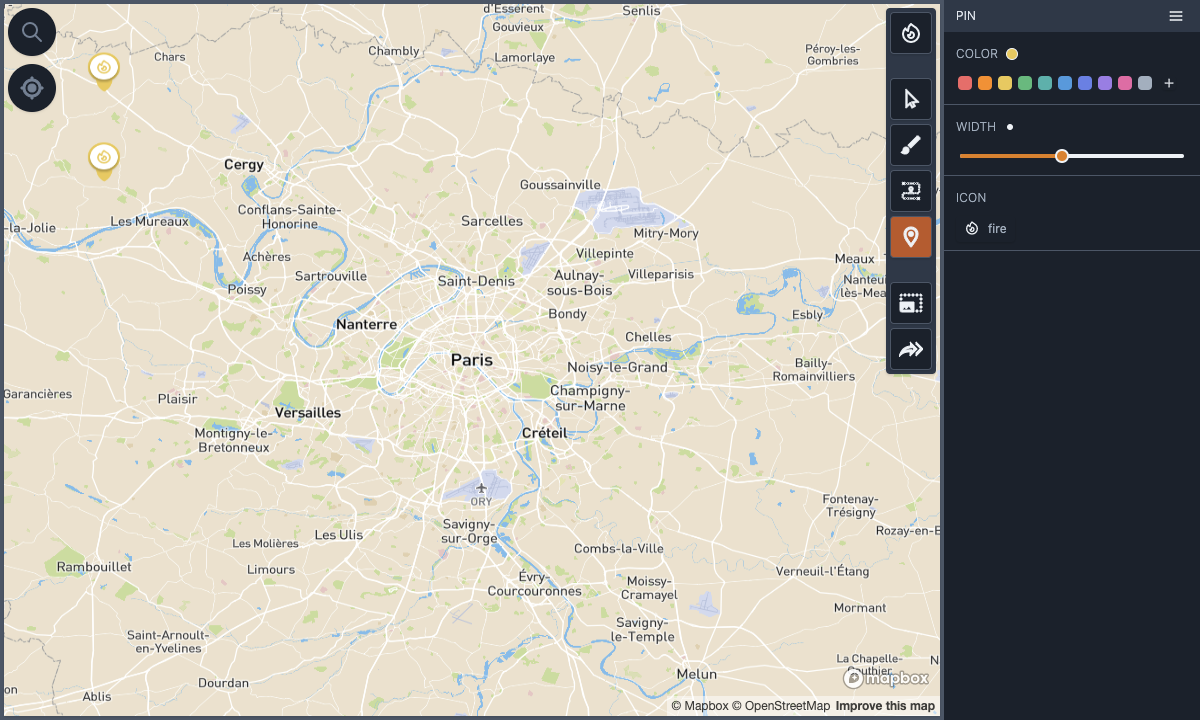 d'Esserent
Senlis
Gouvieux
Chambly
Lamorlaye
Péroy-les-
Gombries
Chars
Cergy
Goussainville
Conflans-Sainte-
Honorine
Les Mureaux
-la-Jolie
Sarcelles
Mitry-Mory
Achères
Villepinte
Meaux
Sartrouville
Saint-Denis
Aulnay-
sous-Bois
Villeparisis
Nanteui
lès-Mea
Poissy
Bondy
Esbly
Nanterre
Chelles
Paris
Noisy-le-Grand
Bailly-
Romainvilliers
Garancières
Plaisir
Champigny-
sur-Marne
Versailles
Montigny-le-
Bretonneux
Créteil
ORY
Fontenay-
Trésigny
Savigny-
sur-Orge
Rozay-en-B
Les Ulis
Les Molières
Combs-la-Ville
Rambouillet
Limours
Verneuil-l'Étang
Évry-
Courcouronnes
Moissy-
Cramayel
Mormant
Saint-Arnoult-
en-Yvelines
Savigny-
le-Temple
La Chapelle-
Gauthier
N
Melun
Dourdan
on
Ablis
mapbox
© Mapbox © OpenStreetMap Improve this map
PIN
COLOR
+
WIDTH
ICON
fire